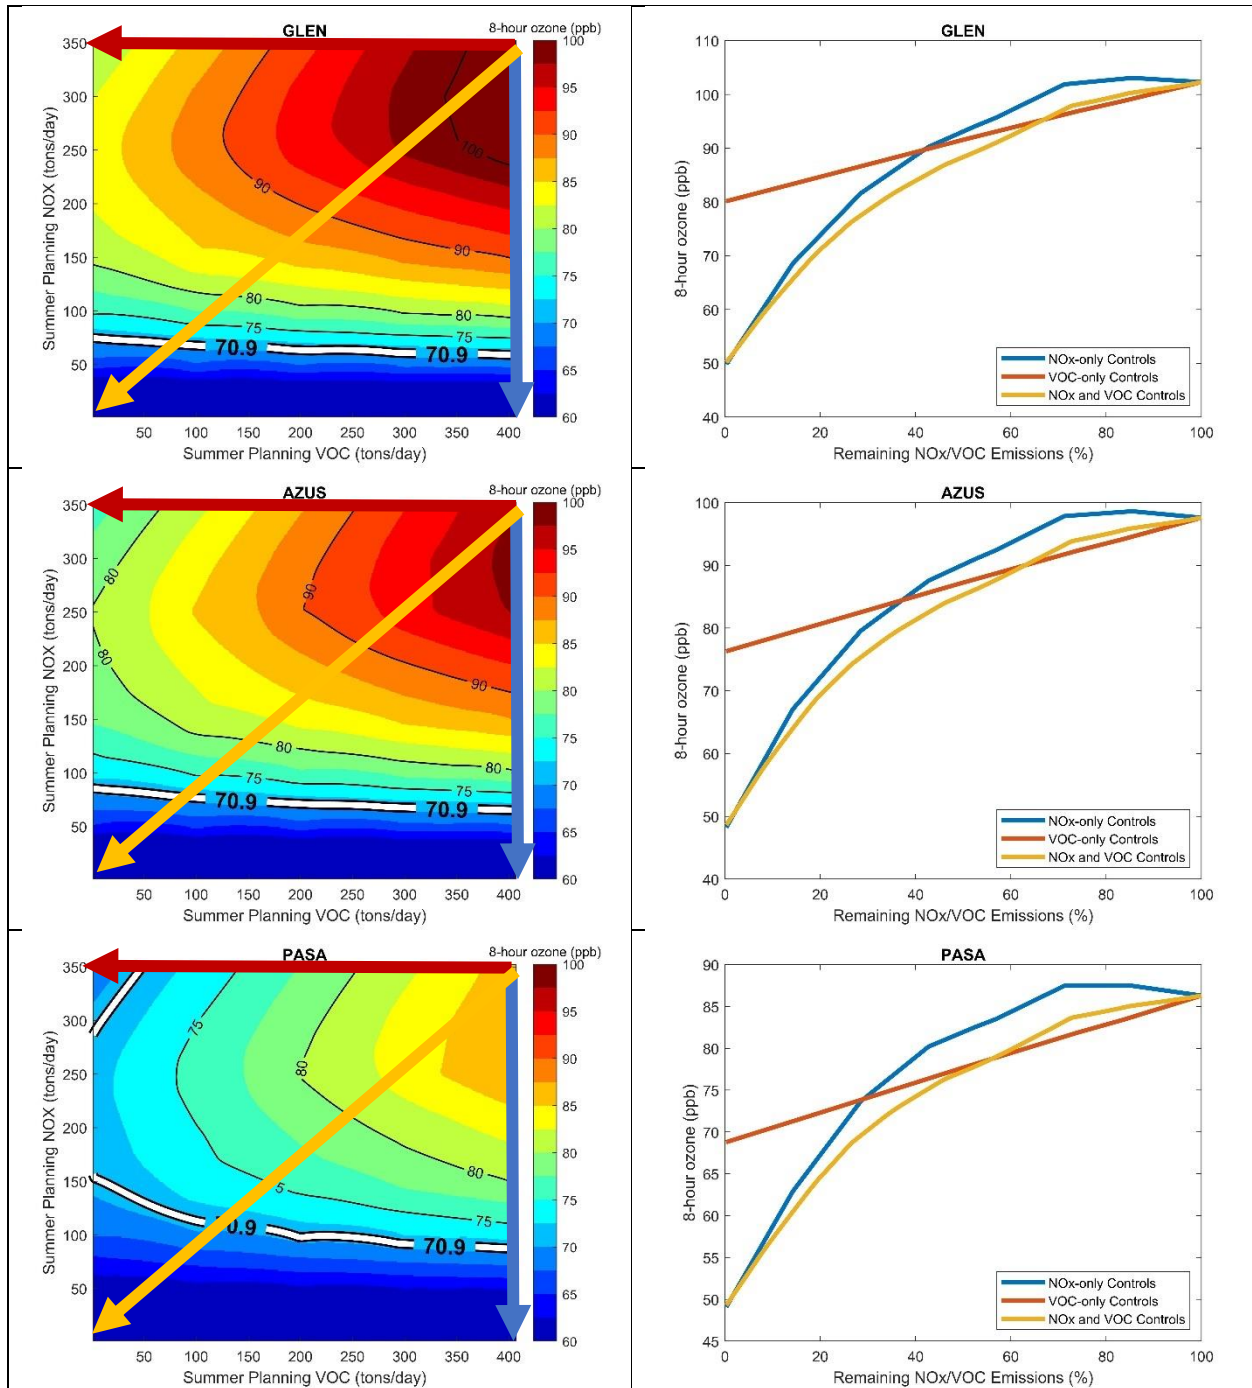 GLEN
8-hour ozone (ppb)
Summer Planning NOX (tons/day)
350
300
250
200
150
100
50
100
90
90
80
80
75
75
70.9
70.9
50 100 150 200 250 300 350 400
Summer Planning VOC (tons/day)
100
95
90
85
80
75
70
65
60
GLEN
8-hour ozone (ppb)
110
100
90
80
70
60
50
40
NOx-only Controls
VOC-only Controls
NOx and VOC Controls
0 20 40 60 80 100
Remaining NOx/VOC Emissions (%)
AZUS
8-hour ozone (ppb)
Summer Planning NOX (tons/day)
350
300
250
200
150
100
50
80
90
80
90
80
80
75
75
70.9
70.9
50 100 150 200 250 300 350 400
Summer Planning VOC (tons/day)
100
95
90
85
80
75
70
65
60
AZUS
8-hour ozone (ppb)
100
90
80
70
60
50
40
NOx-only Controls
VOC-only Controls
NOx and VOC Controls
0 20 40 60 80 100
Remaining NOx/VOC Emissions (%)
PASA
8-hour ozone (ppb)
Summer Planning NOX (tons/day)
350
300
250
200
150
100
50
75
80
80
5
75
0.9
70.9
50 100 150 200 250 300 350 400
Summer Planning VOC (tons/day)
100
95
90
85
80
75
70
65
60
PASA
8-hour ozone (ppb)
90
85
80
75
70
65
60
55
50
45
NOx-only Controls
VOC-only Controls
NOx and VOC Controls
0 20 40 60 80 100
Remaining NOx/VOC Emissions (%)